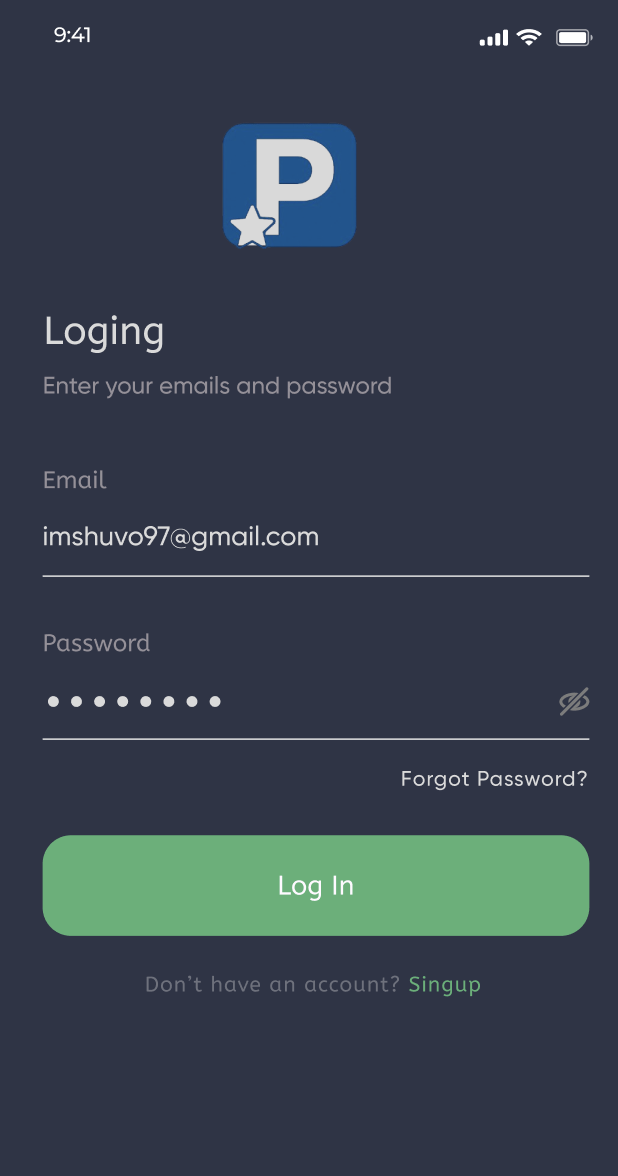 9:41
P
Loging
Enter your emails and password
Email
imshuvo97@gmail.com
Password
••••••••
Forgot Password?
Log In
Don't have an account? Singup